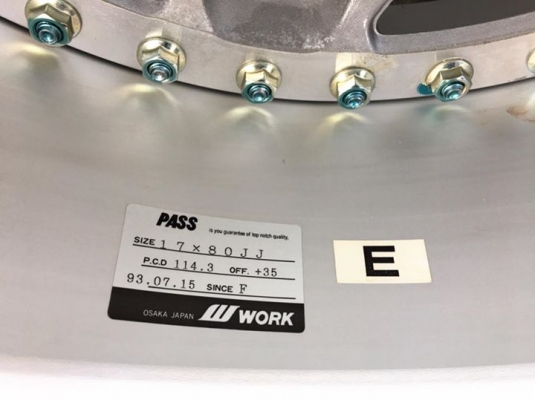 PASS
is you guarantee of top notch quality.
SIZE 17×80JJ
P.C.D 114.3 OFF. +35
93.07.15 SINCE F
OSAKA JAPAN W WORK
E